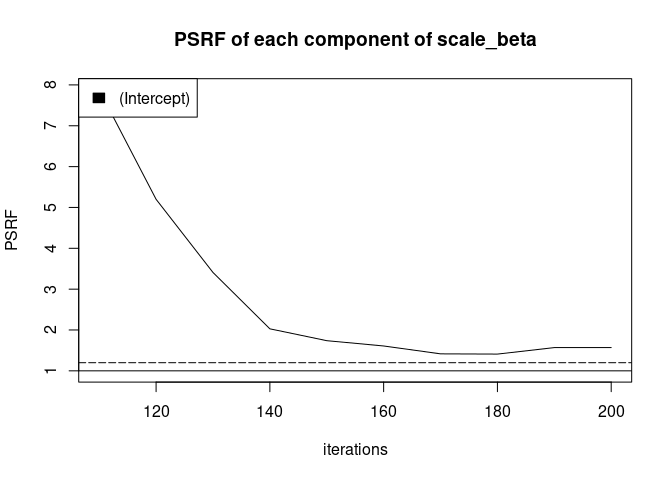 PSRF of each component of scale_beta
(Intercept)
PSRF
8
7
6
5
4
3
2
1
120 140 160 180 200
iterations